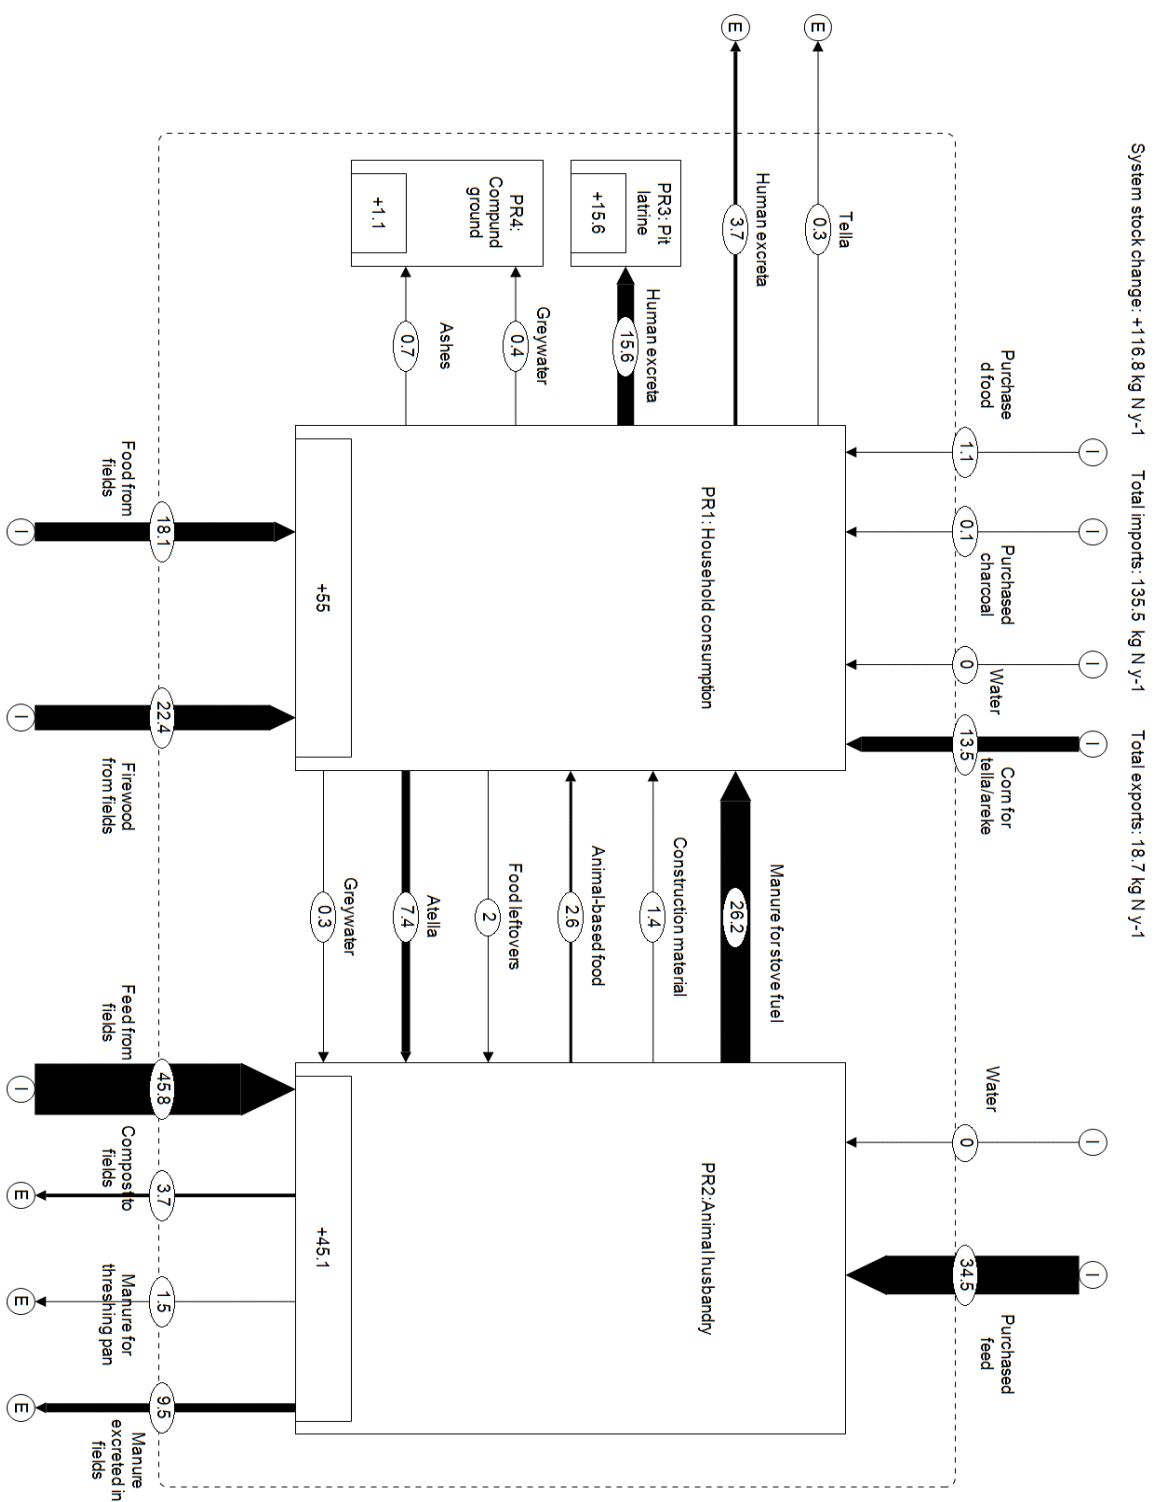 System stock change: +116.8 kg N y-1 Total imports: 135.5 kg N y-1 Total exports: 18.7 kg N y-1
I
I
I
I
I
I
Purchase
d food
1.1
0.1
Purchased
charcoal
0
Water
13.5
Corn for
tella/areke
Water
0
34.5
Purchased
feed
E
Tella
0.3
E
Human excreta
3.7
PR3: Pit
latrine
+15.6
Human excreta
15.6
PR4:
Compund
ground
+1.1
Greywater
0.4
Ashes
0.7
PR1: Household consumption
+55
Manure for stove fuel
26.2
Construction material
1.4
Animal-based food
2.6
Food leftovers
2
Atella
7.4
Greywater
0.3
PR2:Animal husbandry
+45.1
18.1
Food from
fields
22.4
Firewood
from fields
45.8
Feed from
fields
3.7
Compost to
fields
1.5
Manure for
threshing pan
9.5
Manure
excreted in
fields
I
I
I
E
E
E